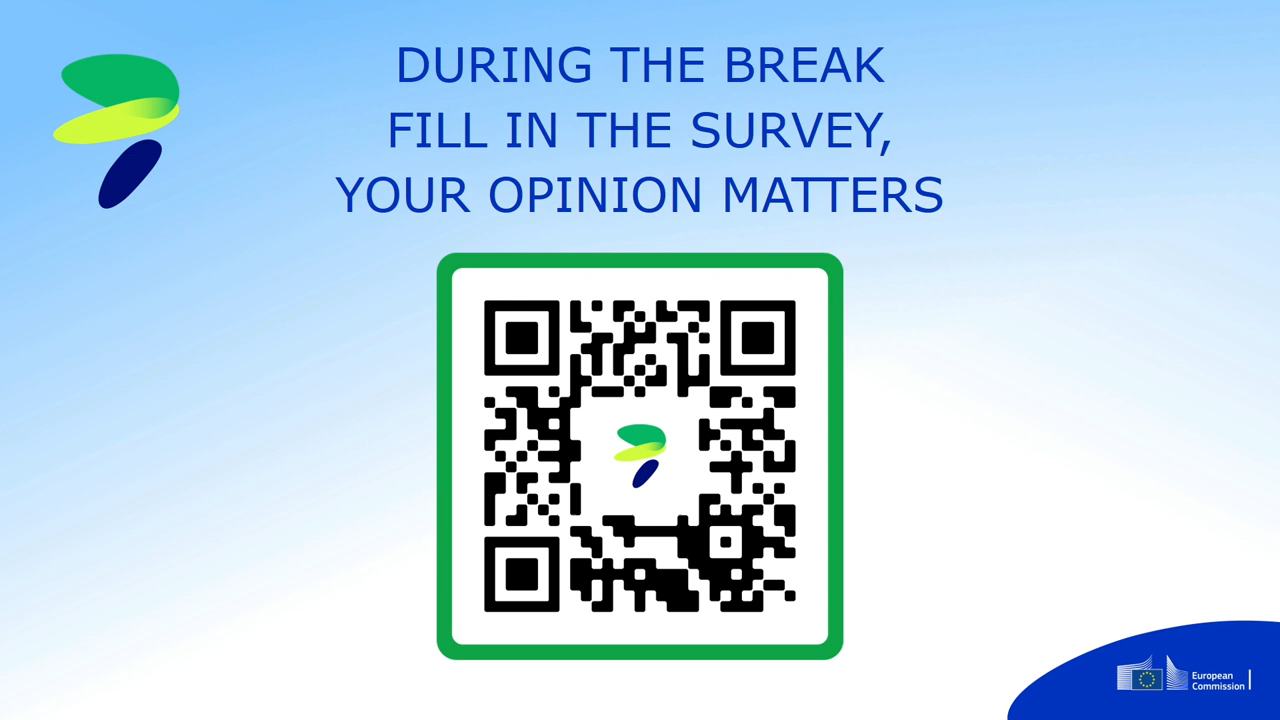 DURING THE BREAK
FILL IN THE SURVEY,
YOUR OPINION MATTERS
European
Commission